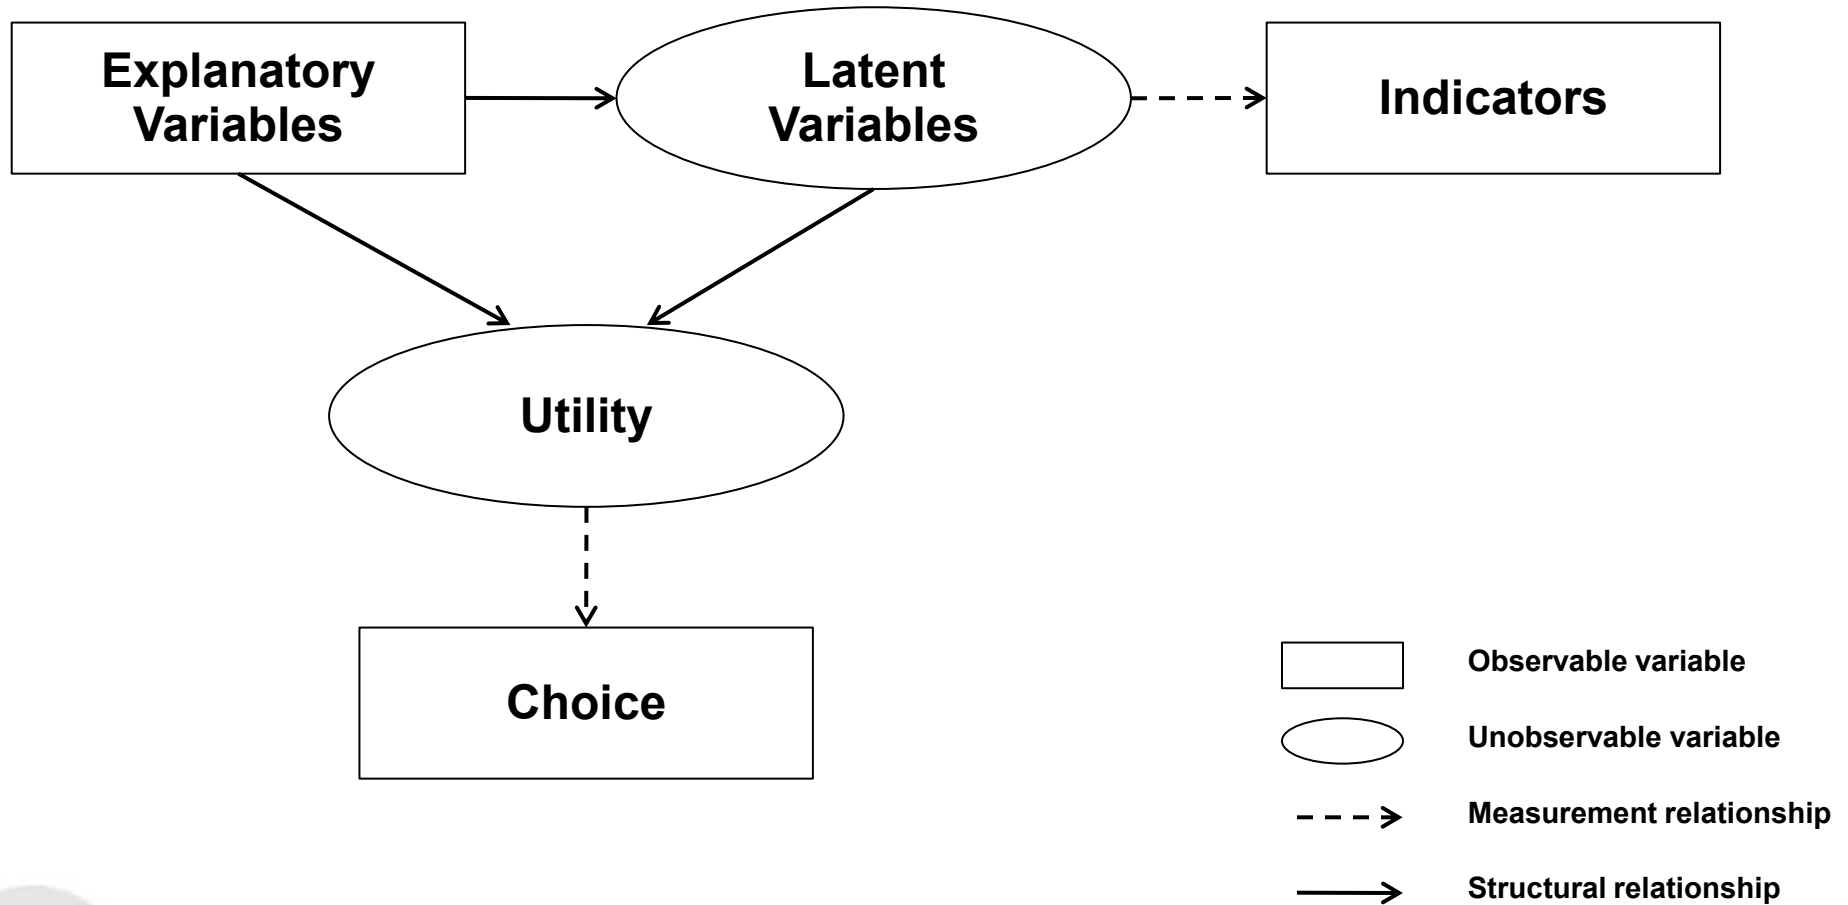 Explanatory
Variables
Latent
Variables
Indicators
Utility
Choice
Observable variable
Unobservable variable
Measurement relationship
Structural relationship